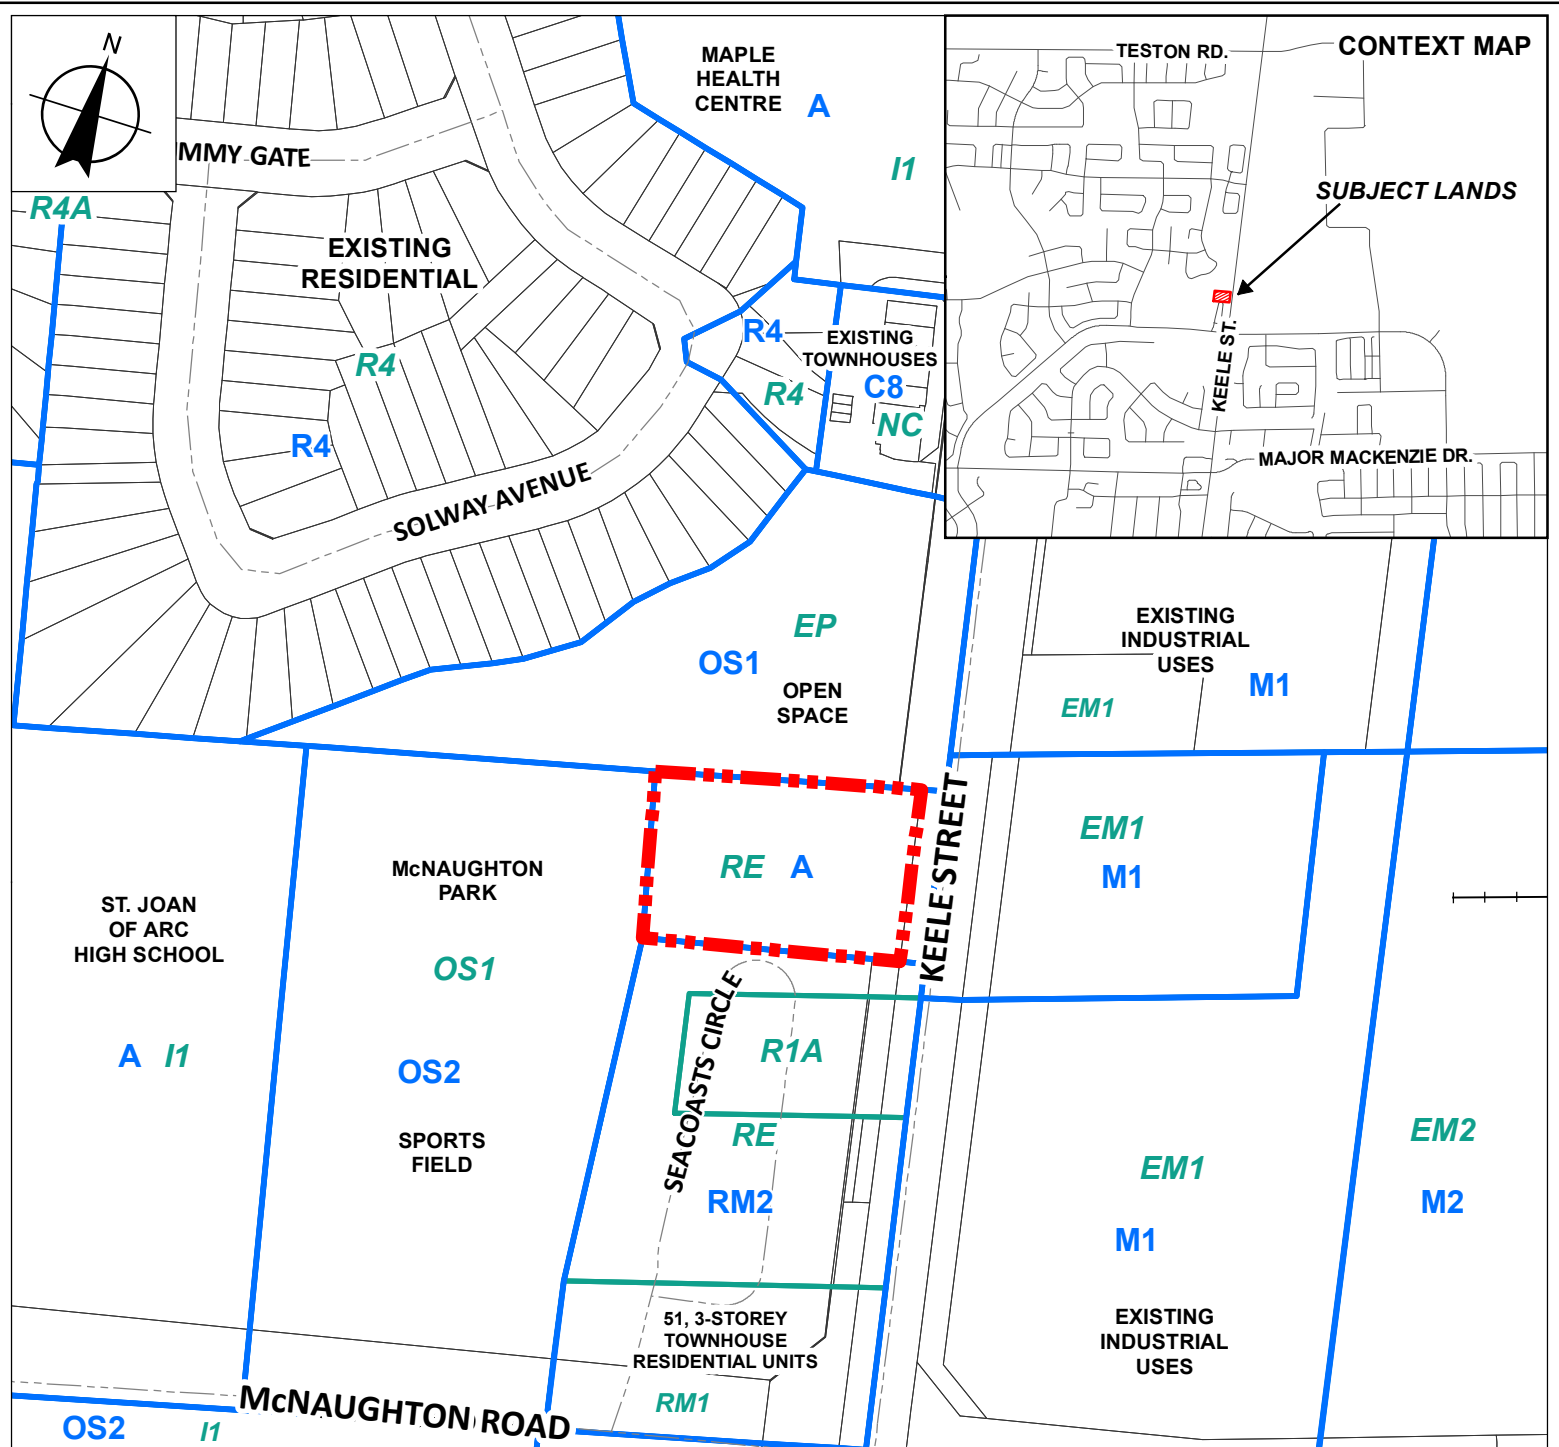 N
MAPLE
HEALTH
CENTRE
A
I1
CONTEXT MAP
TESTON RD.
SUBJECT LANDS
KEELE ST.
MAJOR MACKENZIE DR.
MMY GATE
R4A
EXISTING
RESIDENTIAL
R4
R4
SOLWAY AVENUE
R4
R4
EXISTING
TOWNHOUSES
C8
NC
EP
OS1
OPEN
SPACE
EXISTING
INDUSTRIAL
USES
M1
EM1
KEELE STREET
RE A
EM1
M1
McNAUGHTON
PARK
OS1
OS2
SPORTS
FIELD
ST. JOAN
OF ARC
HIGH SCHOOL
A I1
SEACOASTS CIRCLE
R1A
RE
RM2
51, 3-STOREY
TOWNHOUSE
RESIDENTIAL UNITS
RM1
EM1
M1
EXISTING
INDUSTRIAL
USES
EM2
M2
McNAUGHTON ROAD
OS2
I1